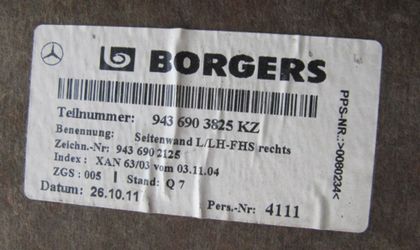 BORGERS
Teilnummer: 943 690 3825 KZ
Benennung: Seitenwand L/LH-FHS rechts
Zeichn.-Nr: 943 690 2125
Index : XAN 63/03 vom 03.11.04
ZGS : 005 | Stand: Q 7
Datum: 26.10.11 Pers.-Nr: 4111
PPS-NR.:>0080234<